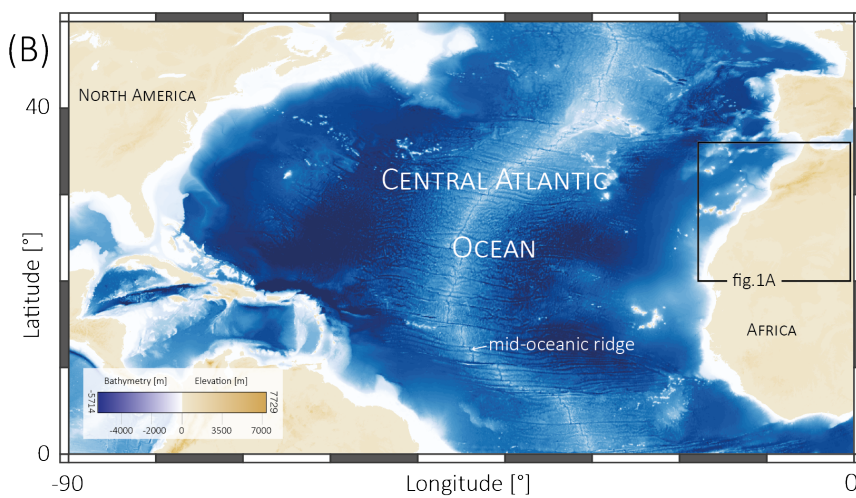 (B)
NORTH AMERICA
40
CENTRAL ATLANTIC
OCEAN
fig.1A
AFRICA
mid-oceanic ridge
Latitude [°]
Bathymetry [m] Elevation [m]
-5714 7729
-4000 -2000 0 3500 7000
0
-90 Longitude [°] 0